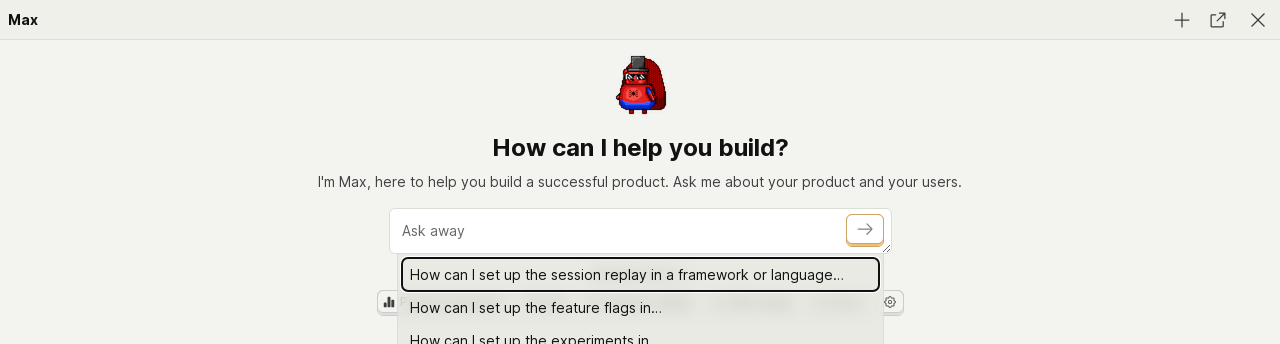 Max
How can I help you build?
I'm Max, here to help you build a successful product. Ask me about your product and your users.
Ask away
How can I set up the session replay in a framework or language…
How can I set up the feature flags in…
How can I set up the experiments in…